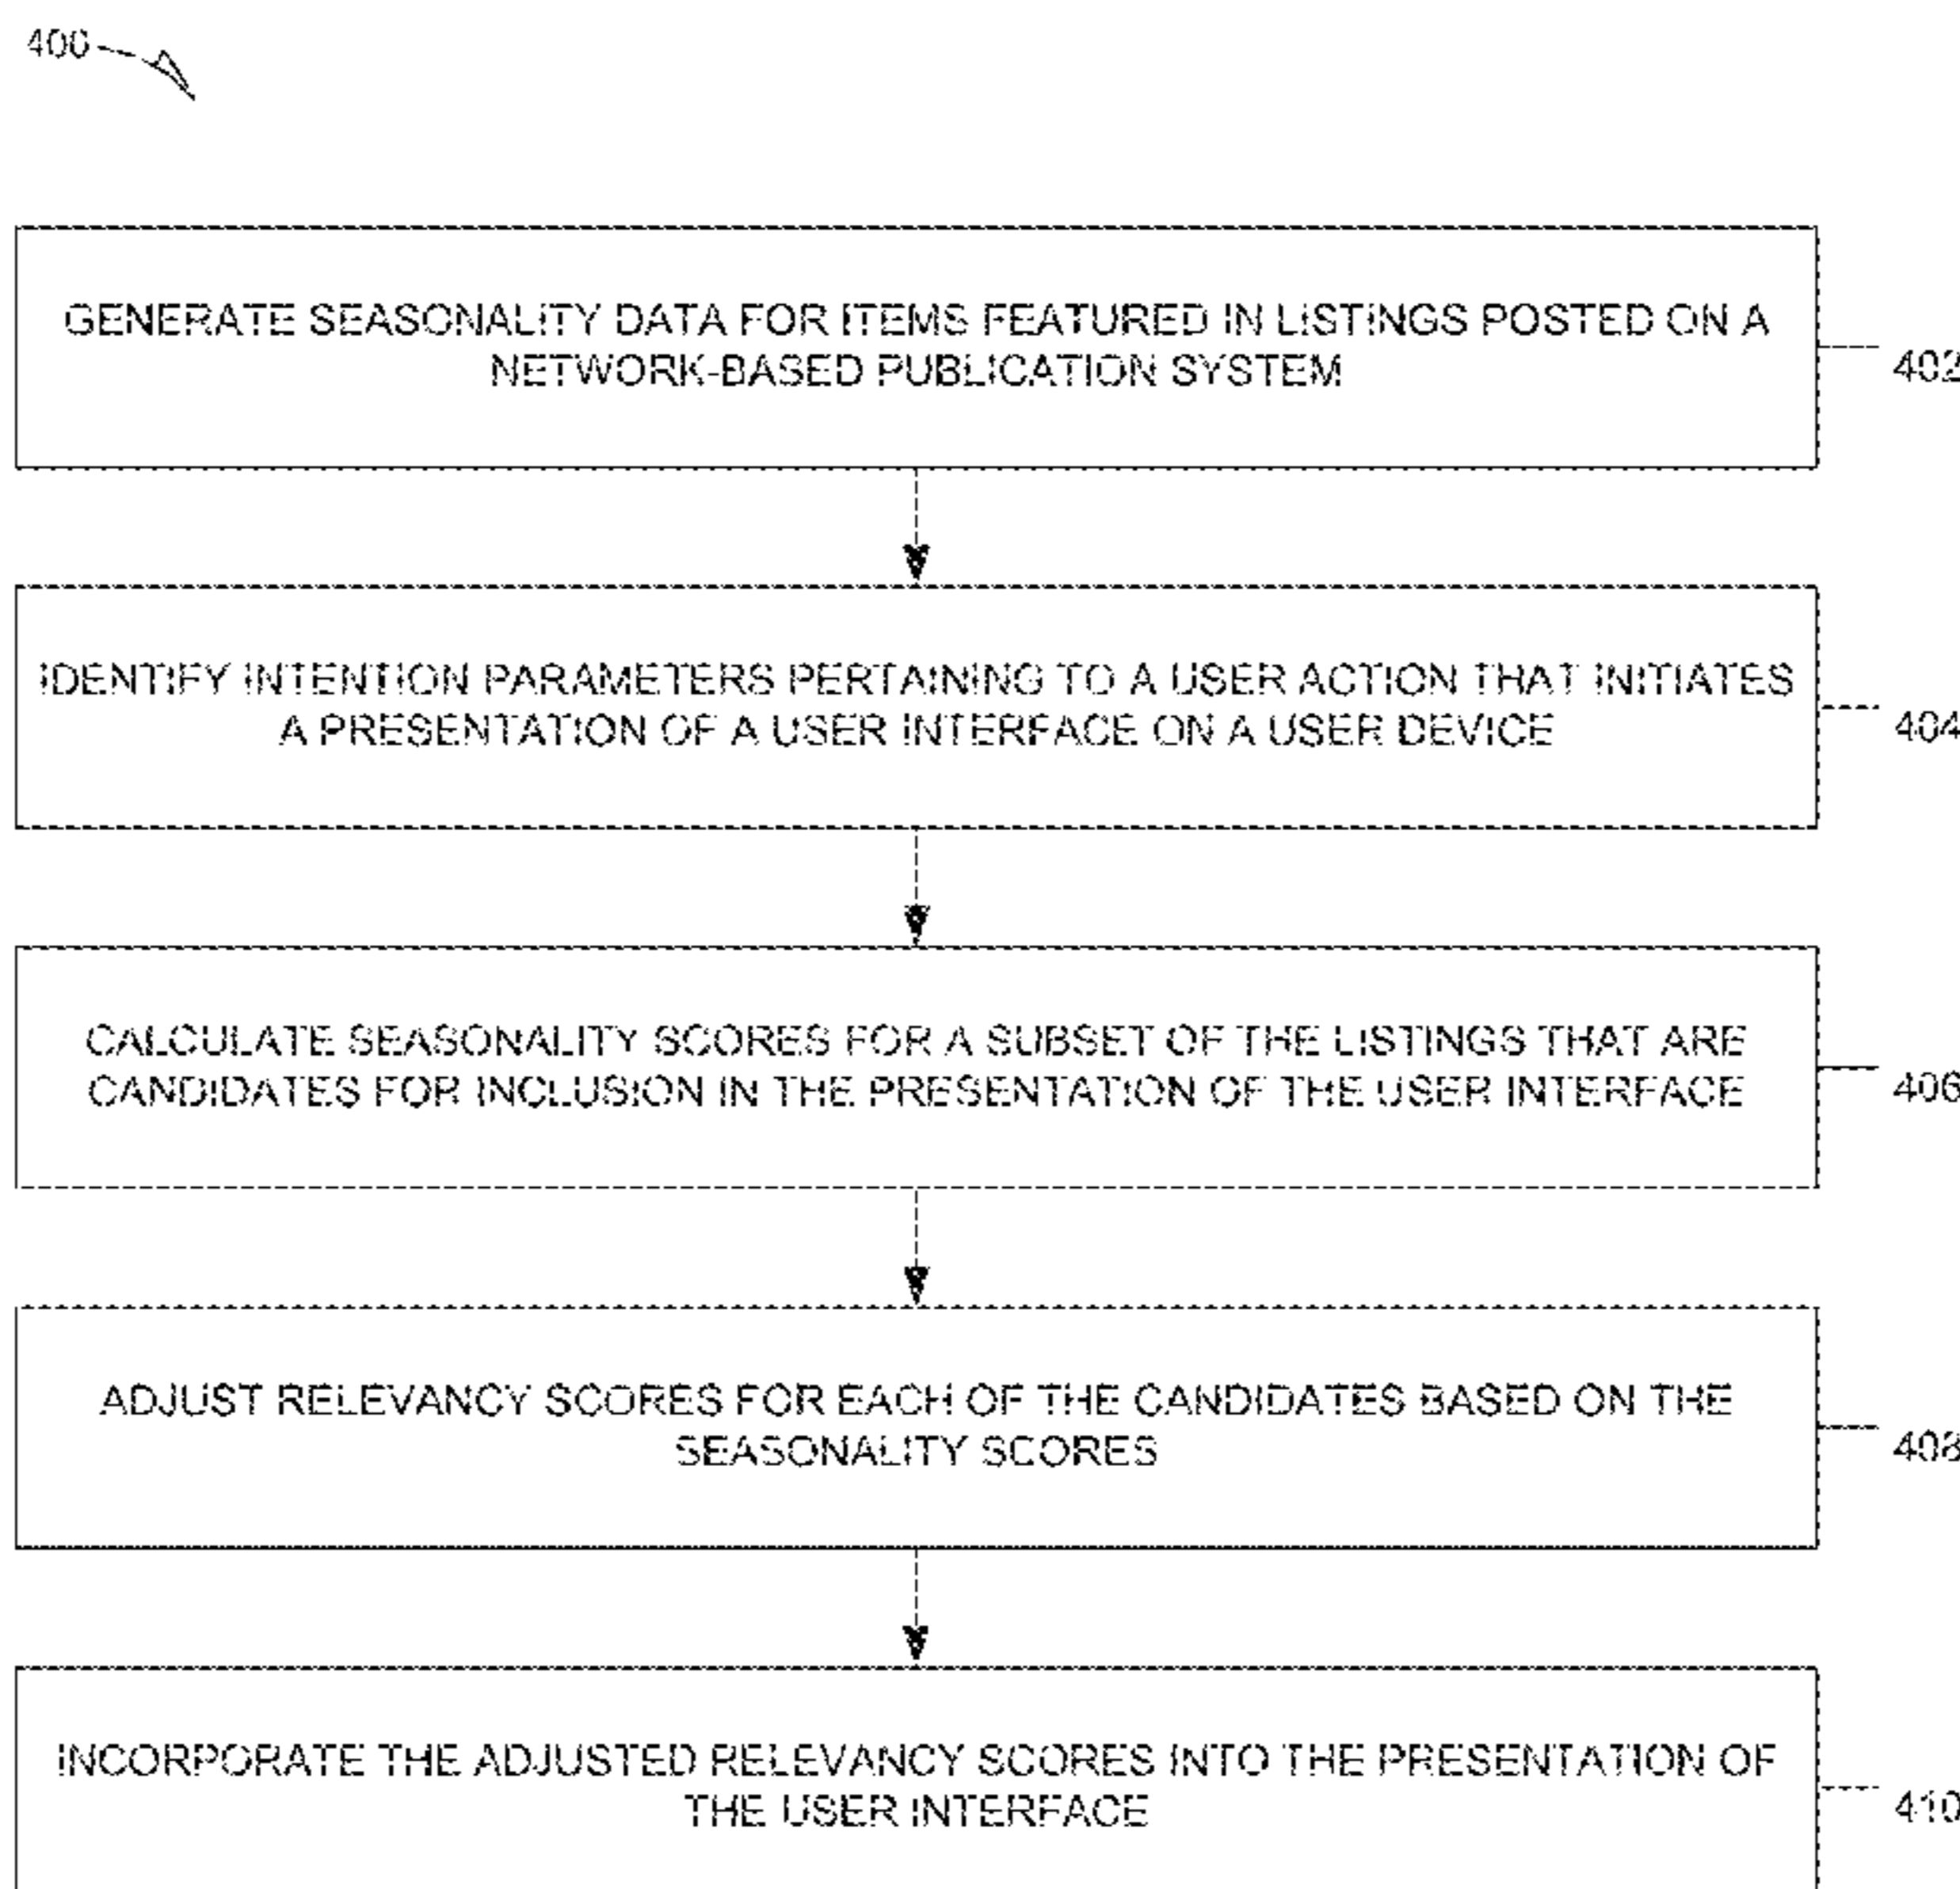 400
GENERATE SEASONALITY DATA FOR ITEMS FEATURED IN LISTINGS POSTED ON A
NETWORK-BASED PUBLICATION SYSTEM
402
IDENTIFY INTENTION PARAMETERS PERTAINING TO A USER ACTION THAT INITIATES
A PRESENTATION OF A USER INTERFACE ON A USER DEVICE
404
CALCULATE SEASONALITY SCORES FOR A SUBSET OF THE LISTINGS THAT ARE
CANDIDATES FOR INCLUSION IN THE PRESENTATION OF THE USER INTERFACE
406
ADJUST RELEVANCY SCORES FOR EACH OF THE CANDIDATES BASED ON THE
SEASONALITY SCORES
408
INCORPORATE THE ADJUSTED RELEVANCY SCORES INTO THE PRESENTATION OF
THE USER INTERFACE
410